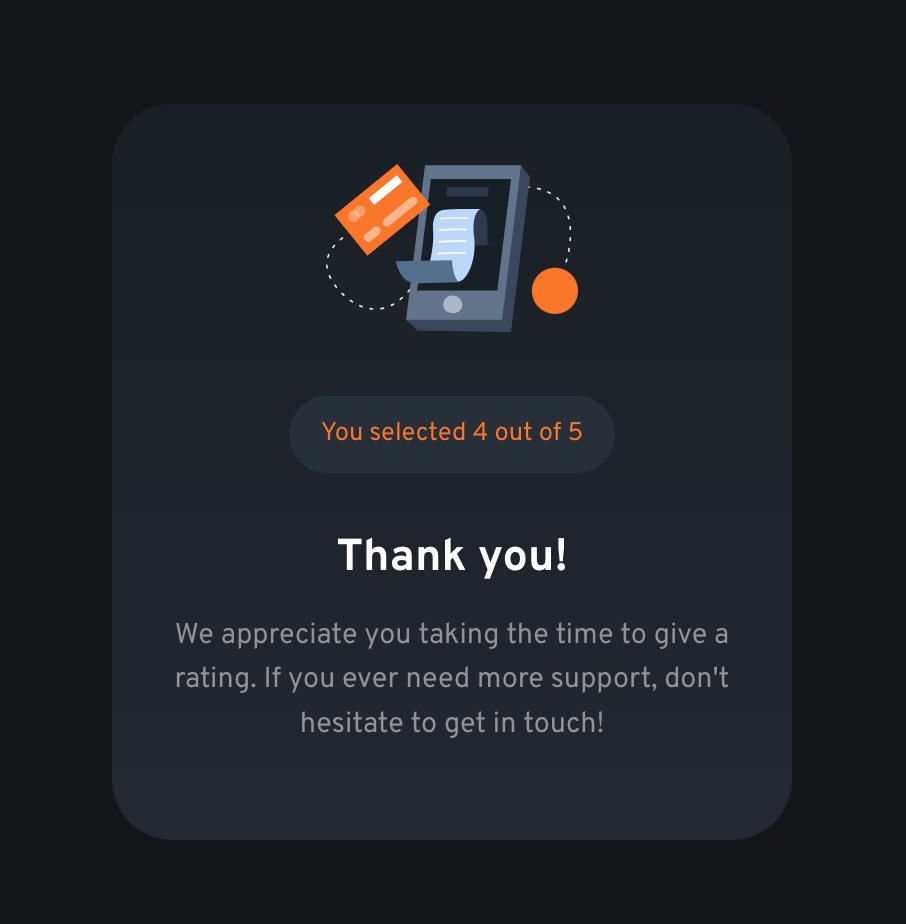 You selected 4 out of 5
Thank you!
We appreciate you taking the time to give a
rating. If you ever need more support, don't
hesitate to get in touch!